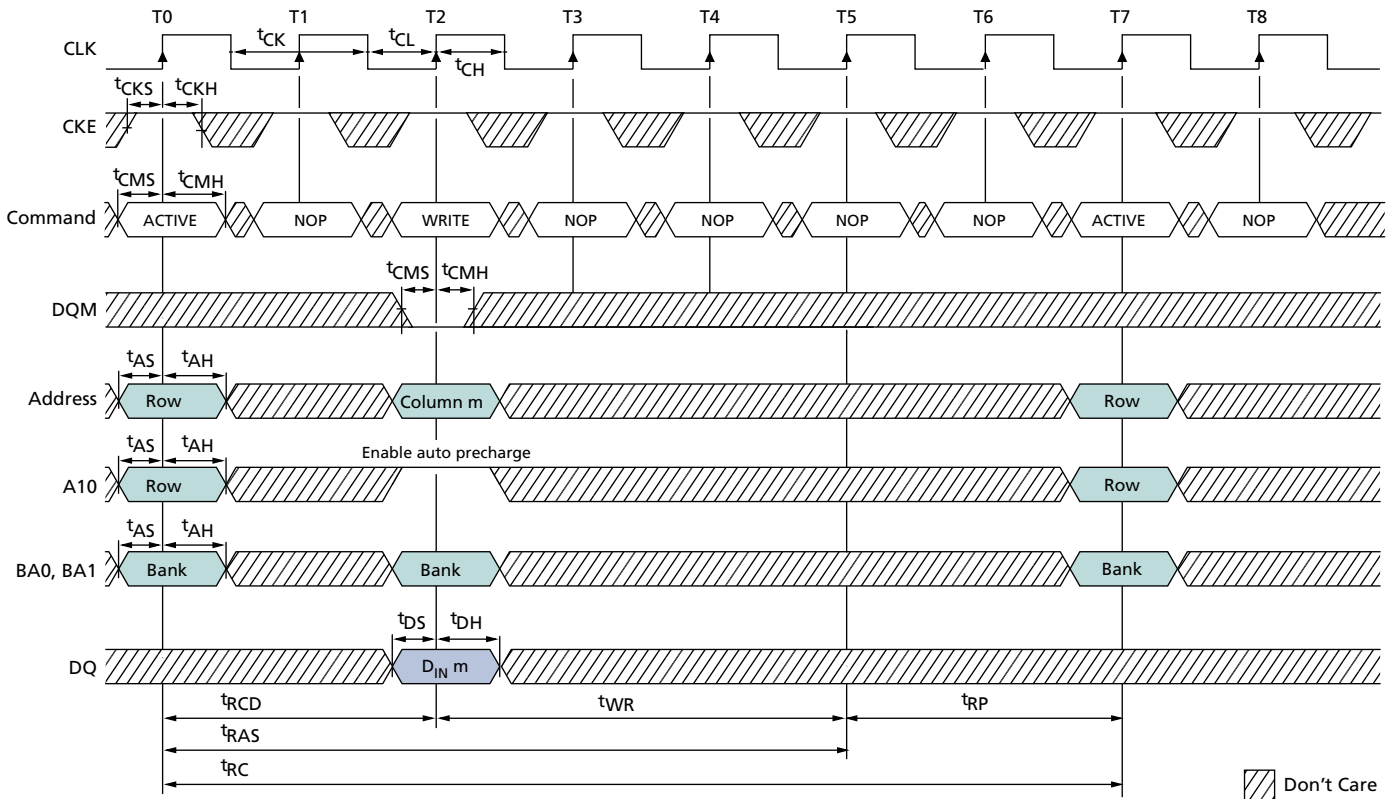 T0 T1 T2 T3 T4 T5 T6 T7 T8
CLK tCK tCL tCH
tCKS tCKH
CKE
tCMS tCMH
Command ACTIVE NOP WRITE NOP NOP NOP NOP ACTIVE NOP
tCMS tCMH
DQM
tAS tAH
Address Row Column m Row
tAS tAH Enable auto precharge
A10 Row Row
tAS tAH
BA0, BA1 Bank Bank Bank
tDS tDH
DQ DIN m
tRCD tWR tRP
tRAS
tRC
Don't Care